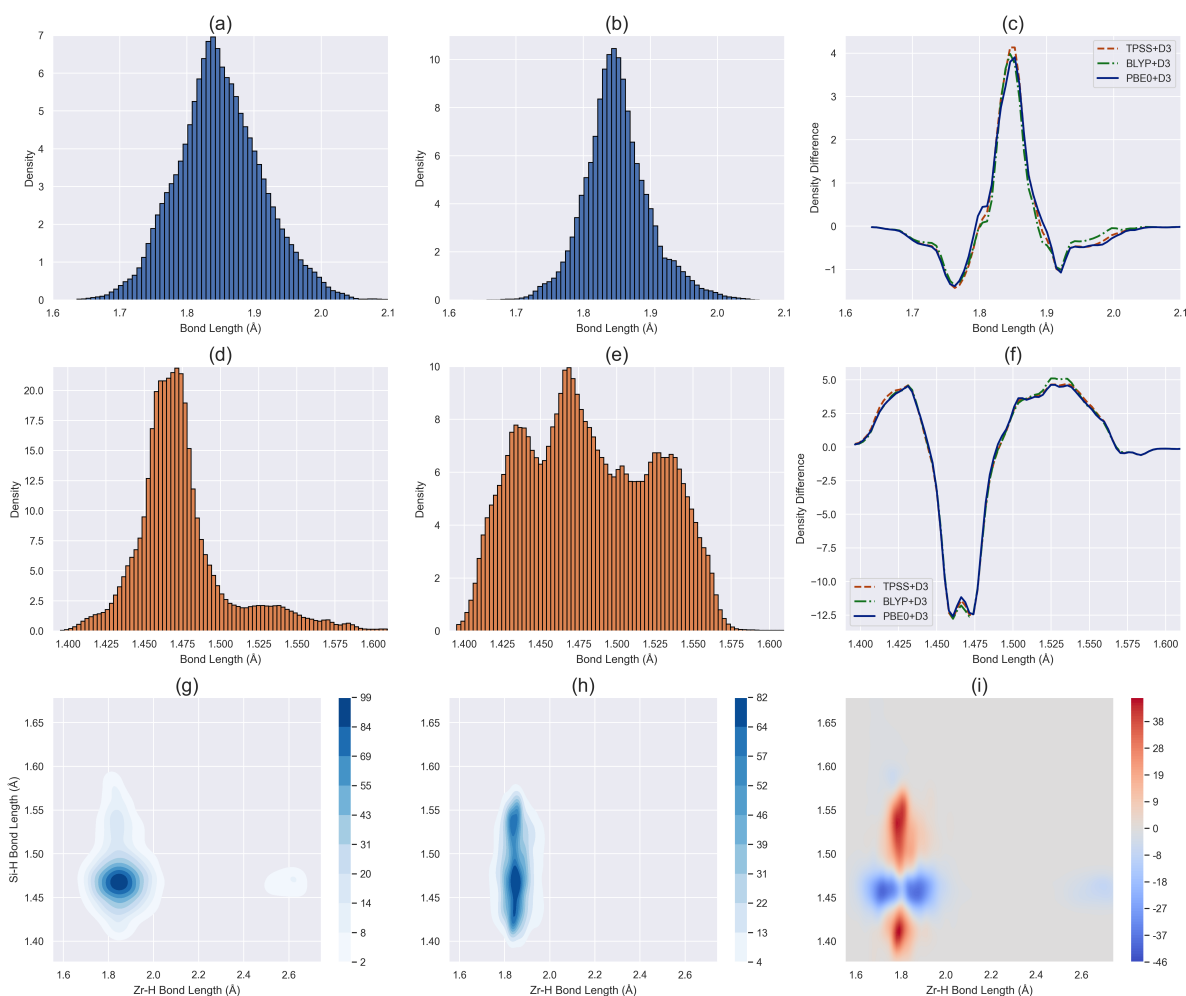 (a)
7
6
5
4
3
2
1
0
Density
1.6 1.7 1.8 1.9 2.0 2.1
Bond Length (Å)
(b)
10
8
6
4
2
0
Density
1.6 1.7 1.8 1.9 2.0 2.1
Bond Length (Å)
(c)
TPSS+D3
BLYP+D3
PBE0+D3
4
3
2
1
0
−1
Density Difference
1.6 1.7 1.8 1.9 2.0 2.1
Bond Length (Å)
(d)
20.0
17.5
15.0
12.5
10.0
7.5
5.0
2.5
0.0
Density
1.400 1.425 1.450 1.475 1.500 1.525 1.550 1.575 1.600
Bond Length (Å)
(e)
10
8
6
4
2
0
Density
1.400 1.425 1.450 1.475 1.500 1.525 1.550 1.575 1.600
Bond Length (Å)
(f)
5.0
2.5
0.0
−2.5
−5.0
−7.5
−10.0
−12.5
Density Difference
TPSS+D3
BLYP+D3
PBE0+D3
1.400 1.425 1.450 1.475 1.500 1.525 1.550 1.575 1.600
Bond Length (Å)
(g)
1.65
1.60
1.55
1.50
1.45
1.40
Si-H Bond Length (Å)
1.6 1.8 2.0 2.2 2.4 2.6
Zr-H Bond Length (Å)
99
84
69
55
43
31
20
14
8
2
(h)
1.65
1.60
1.55
1.50
1.45
1.40
1.6 1.8 2.0 2.2 2.4 2.6
Zr-H Bond Length (Å)
82
64
57
46
39
31
22
13
4
(i)
1.65
1.60
1.55
1.50
1.45
1.40
1.6 1.8 2.0 2.2 2.4 2.6
Zr-H Bond Length (Å)
38
28
19
9
0
-8
-18
-27
-37
-46